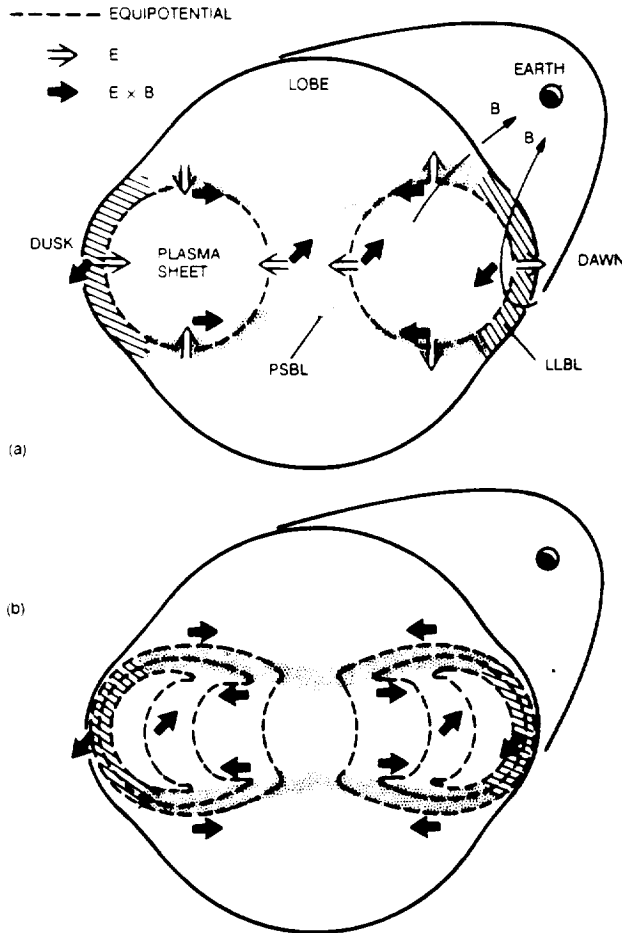 EQUIPOTENTIAL
E
E × B
LOBE
EARTH
B
B
DUSK
PLASMA
SHEET
DAWN
PSBL
LLBL
(a)
(b)